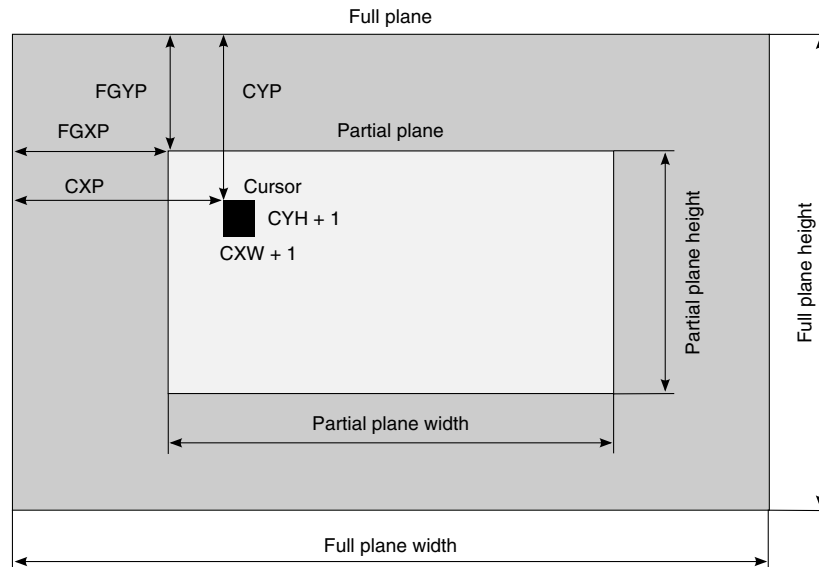 Full plane
FGYP
CYP
FGXP
Partial plane
CXP
Cursor
CYH + 1
CXW + 1
Partial plane height
Full plane height
Partial plane width
Full plane width